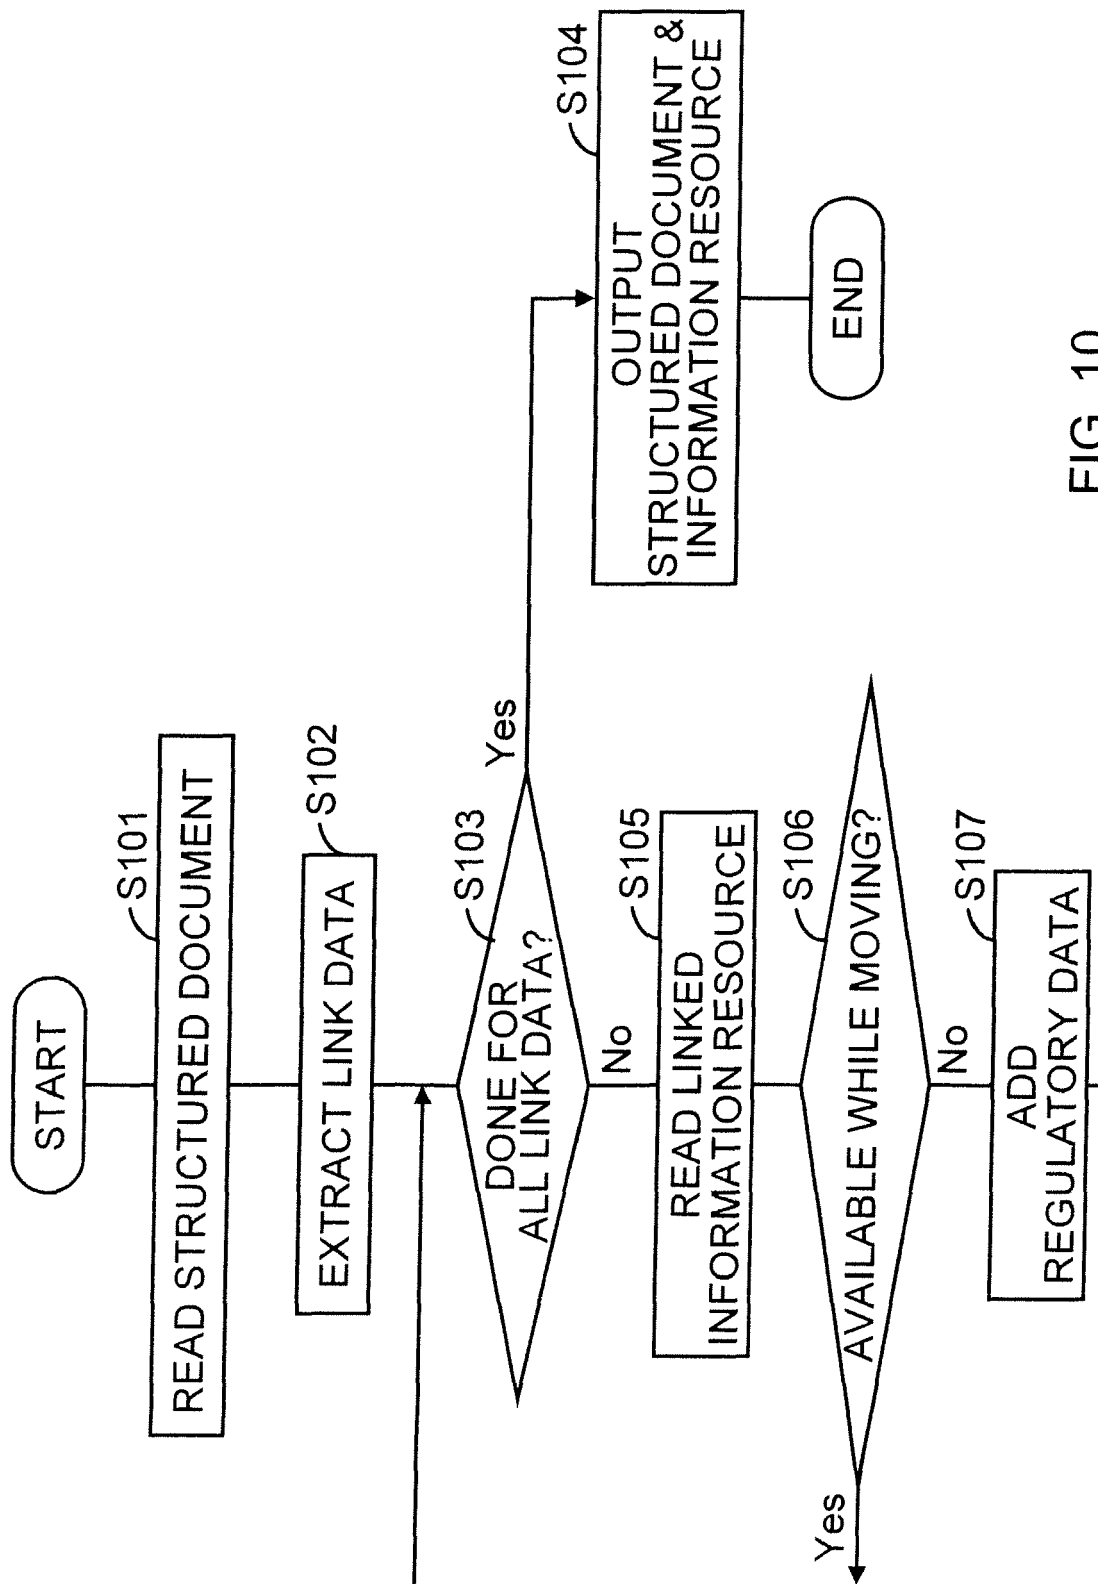 START
S101
READ STRUCTURED DOCUMENT
S102
EXTRACT LINK DATA
S103
DONE FOR
ALL LINK DATA?
Yes
No
S104
OUTPUT
STRUCTURED DOCUMENT &
INFORMATION RESOURCE
END
S105
READ LINKED
INFORMATION RESOURCE
S106
AVAILABLE WHILE MOVING?
Yes
No
S107
ADD
REGULATORY DATA
FIG. 10